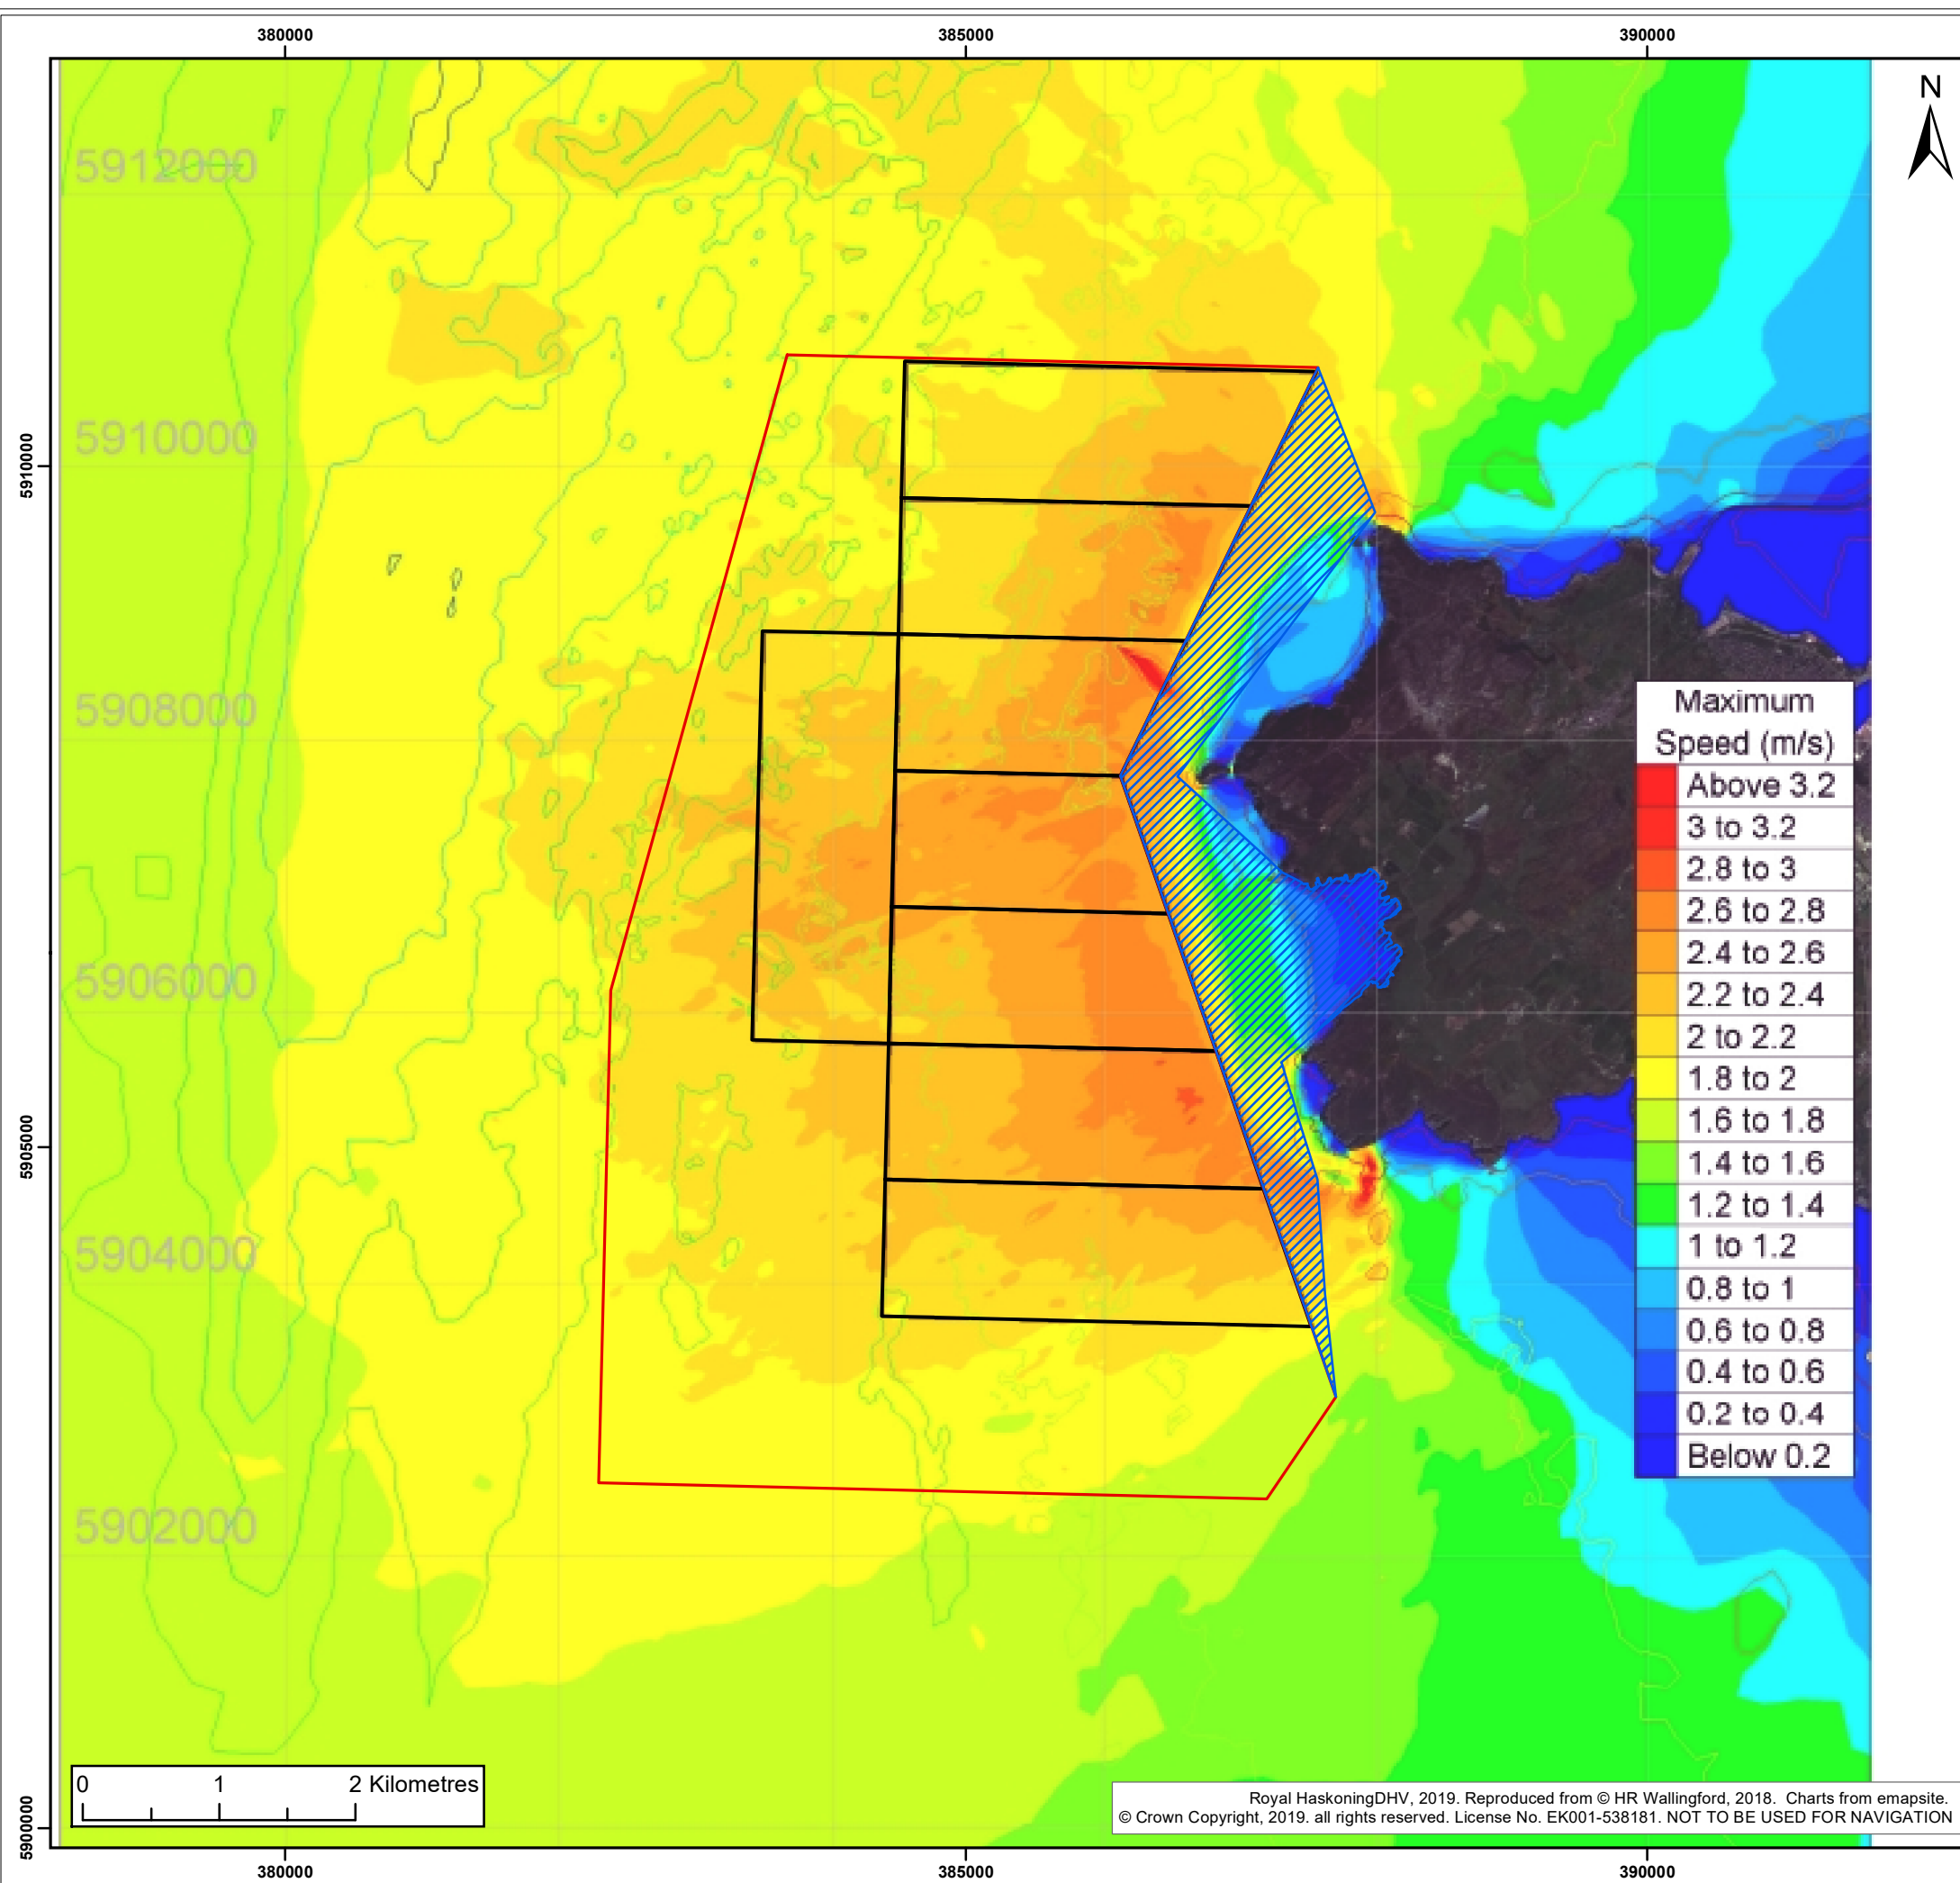 380000
385000
390000
N
5912000
5910000
5910000
5908000
Maximum
Speed (m/s)
Above 3.2
3 to 3.2
2.8 to 3
2.6 to 2.8
2.4 to 2.6
2.2 to 2.4
2 to 2.2
1.8 to 2
1.6 to 1.8
1.4 to 1.6
1.2 to 1.4
1 to 1.2
0.8 to 1
0.6 to 0.8
0.4 to 0.6
0.2 to 0.4
Below 0.2
5906000
5905000
5904000
5902000
0 1 2 Kilometres
Royal HaskoningDHV, 2019. Reproduced from © HR Wallingford, 2018. Charts from emapsite.
© Crown Copyright, 2019. all rights reserved. License No. EK001-538181. NOT TO BE USED FOR NAVIGATION
5900000
380000
385000
390000